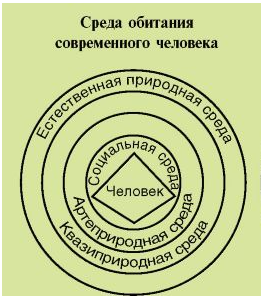 Среда обитания
современного человека
Естественная природная среда
Социальная среда
Человек
Артеприродная среда
Квазиприродная среда